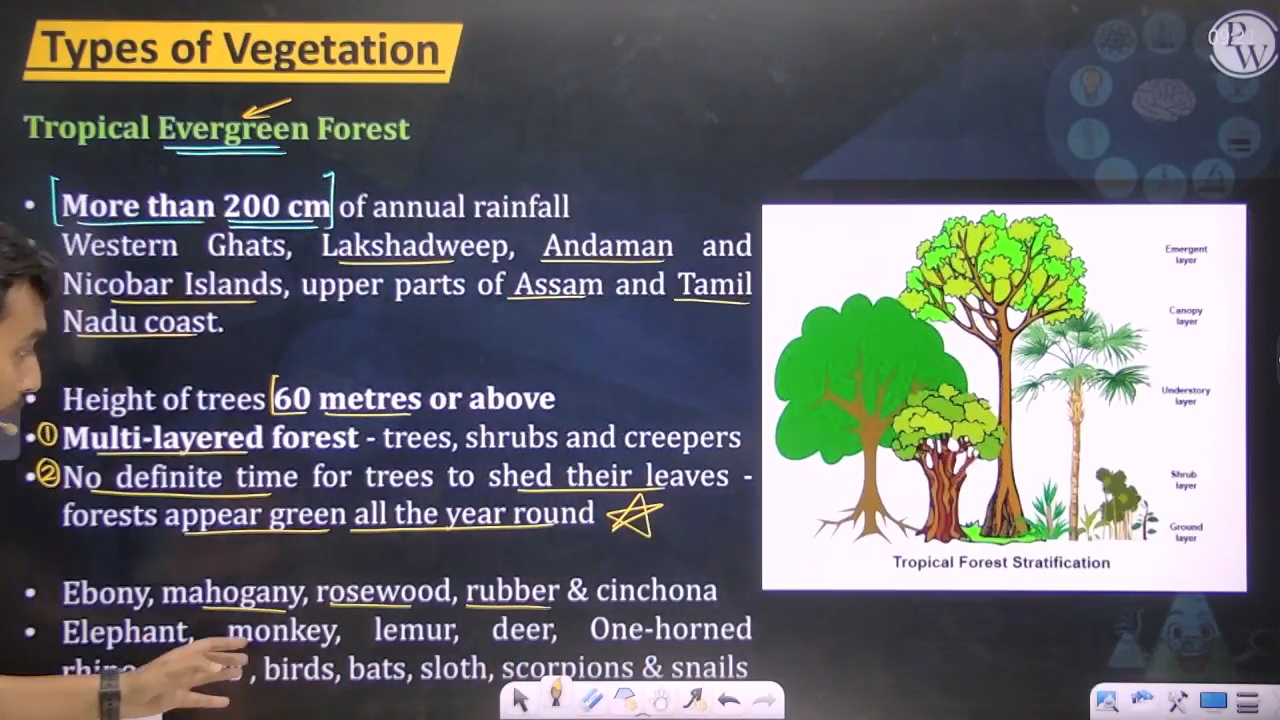 Types of Vegetation
PW
Tropical Evergreen Forest
• More than 200 cm of annual rainfall
Western Ghats, Lakshadweep, Andaman and
Nicobar Islands, upper parts of Assam and Tamil
Nadu coast.
• Height of trees 60 metres or above
• ① Multi-layered forest - trees, shrubs and creepers
• ② No definite time for trees to shed their leaves -
forests appear green all the year round
• Ebony, mahogany, rosewood, rubber & cinchona
• Elephant, monkey, lemur, deer, One-horned
, birds, bats, sloth, scorpions & snails
Emergent
layer
Canopy
layer
Understory
layer
Shrub
layer
Ground
layer
Tropical Forest Stratification